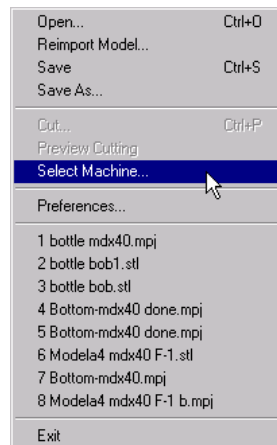 Open... Ctrl+O
Reimport Model...
Save Ctrl+S
Save As...
Cut... Ctrl+P
Preview Cutting
Select Machine...
Preferences...
1 bottle mdx40.mpj
2 bottle bob1.stl
3 bottle bob.stl
4 Bottom-mdx40 done.mpj
5 Bottom-mdx40 done.mpj
6 Modela4 mdx40 F-1.stl
7 Bottom-mdx40.mpj
8 Modela4 mdx40 F-1 b.mpj
Exit